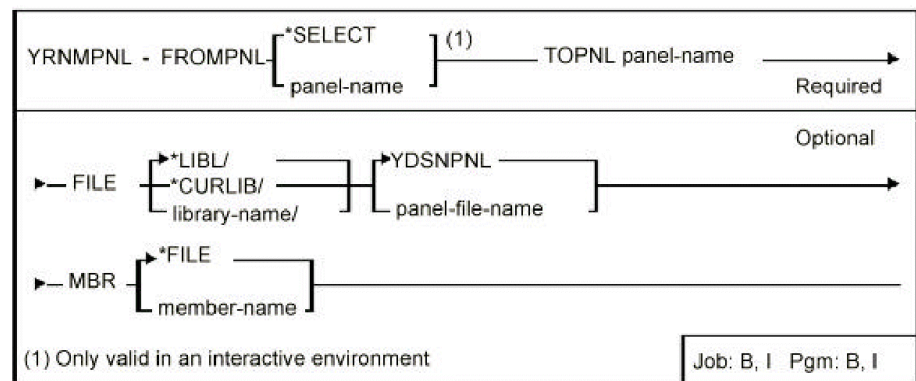 *SELECT
(1)
YRNMPNL - FROMPNL
TOPNL panel-name
panel-name
Required
Optional
*LIBL/
YDSNPNL
FILE
*CURLIB/
library-name/
panel-file-name
*FILE
MBR
member-name
(1) Only valid in an interactive environment
Job: B, I Pgm: B, I